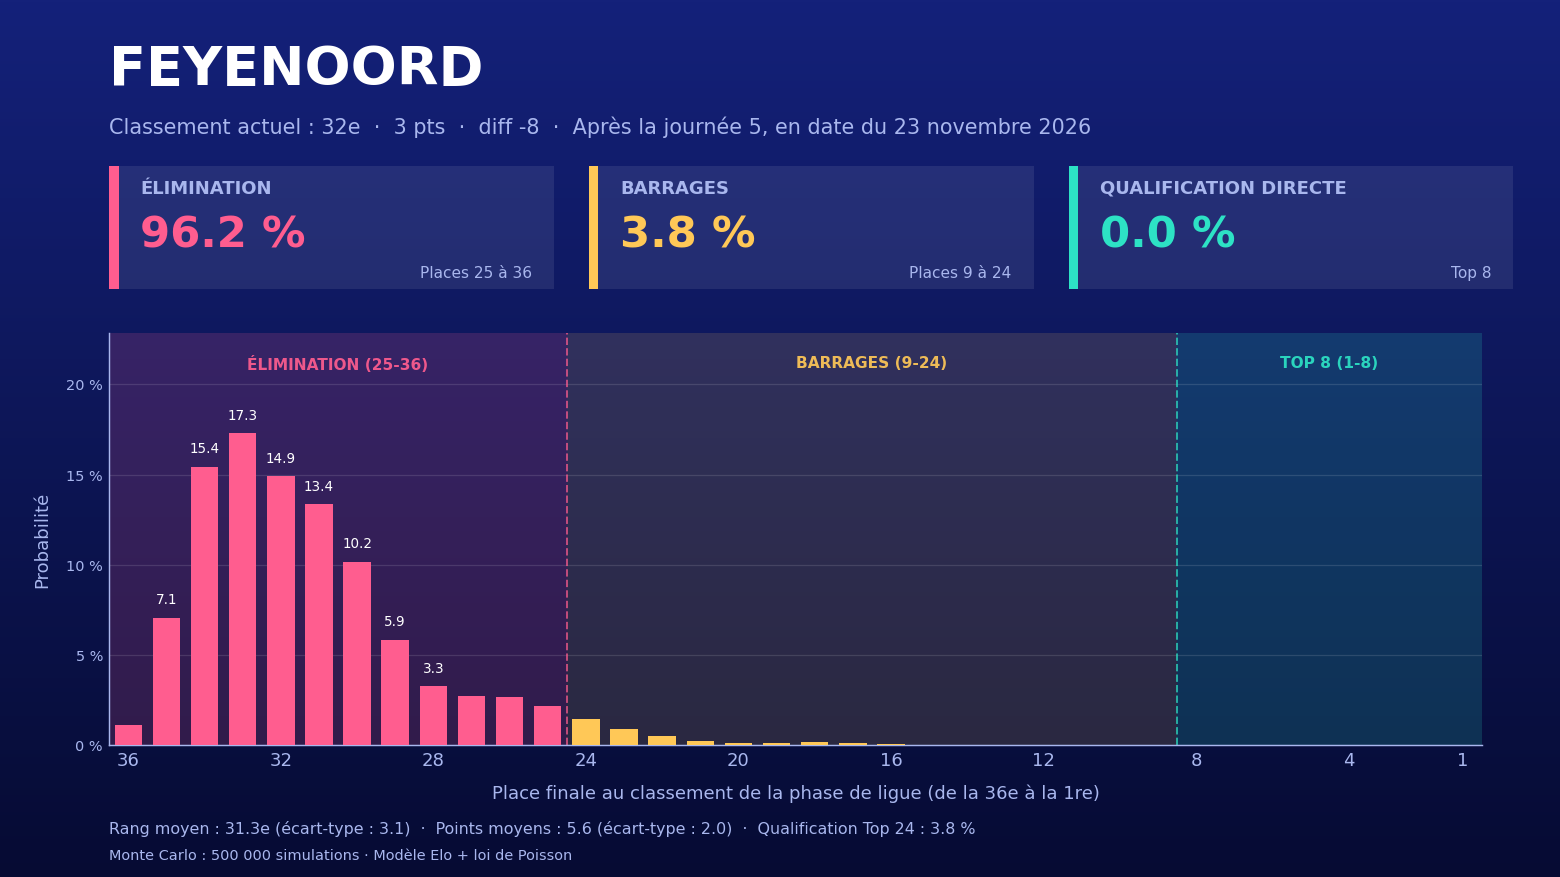 FEYENOORD
Classement actuel : 32e · 3 pts · diff -8 · Après la journée 5, en date du 23 novembre 2026
ÉLIMINATION
96.2 %
Places 25 à 36
BARRAGES
3.8 %
Places 9 à 24
QUALIFICATION DIRECTE
0.0 %
Top 8
ÉLIMINATION (25-36)
BARRAGES (9-24)
TOP 8 (1-8)
Probabilité
20 %
15 %
10 %
5 %
0 %
7.1
15.4
17.3
14.9
13.4
10.2
5.9
3.3
36 32 28 24 20 16 12 8 4 1
Place finale au classement de la phase de ligue (de la 36e à la 1re)
Rang moyen : 31.3e (écart-type : 3.1) · Points moyens : 5.6 (écart-type : 2.0) · Qualification Top 24 : 3.8 %
Monte Carlo : 500 000 simulations · Modèle Elo + loi de Poisson